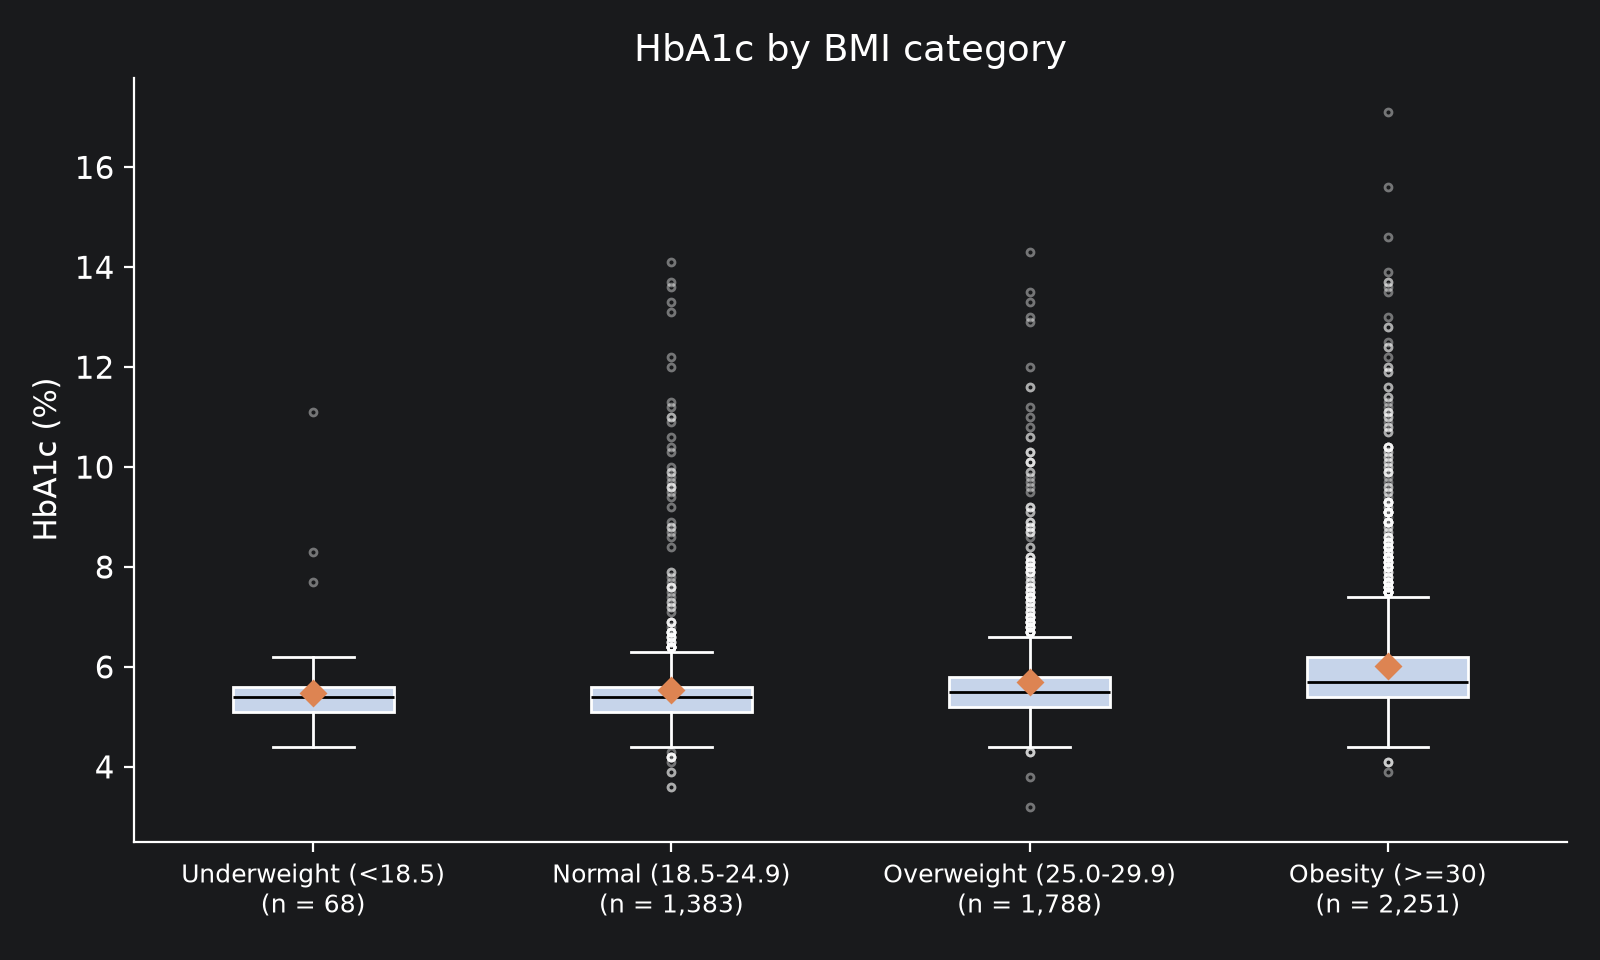 HbA1c by BMI category
HbA1c (%)
16
14
12
10
8
6
4
Underweight (<18.5)
(n = 68)
Normal (18.5-24.9)
(n = 1,383)
Overweight (25.0-29.9)
(n = 1,788)
Obesity (>=30)
(n = 2,251)